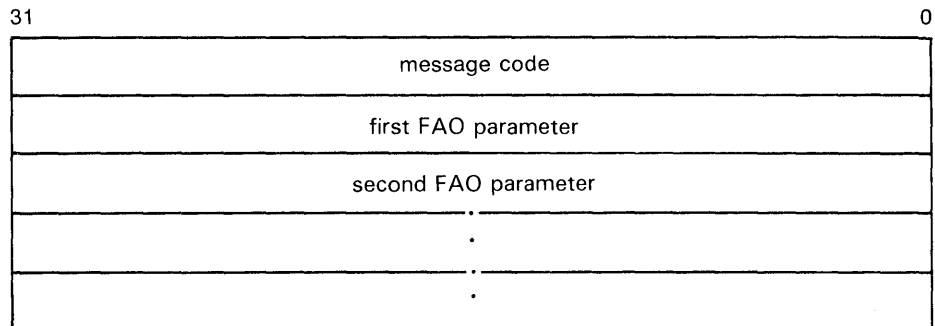 31 0
message code
first FAO parameter
second FAO parameter
.
.
.
.